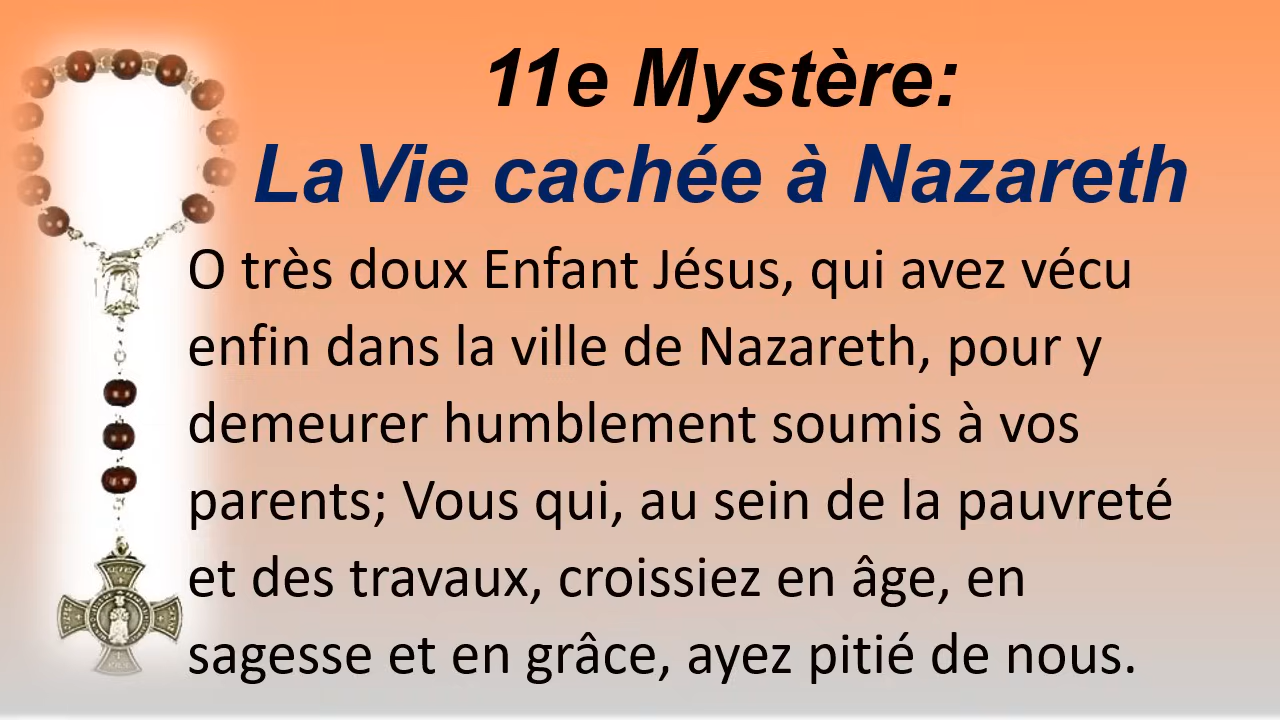 11e Mystère:
La Vie cachée à Nazareth
O très doux Enfant Jésus, qui avez vécu
enfin dans la ville de Nazareth, pour y
demeurer humblement soumis à vos
parents; Vous qui, au sein de la pauvreté
et des travaux, croissiez en âge, en
sagesse et en grâce, ayez pitié de nous.